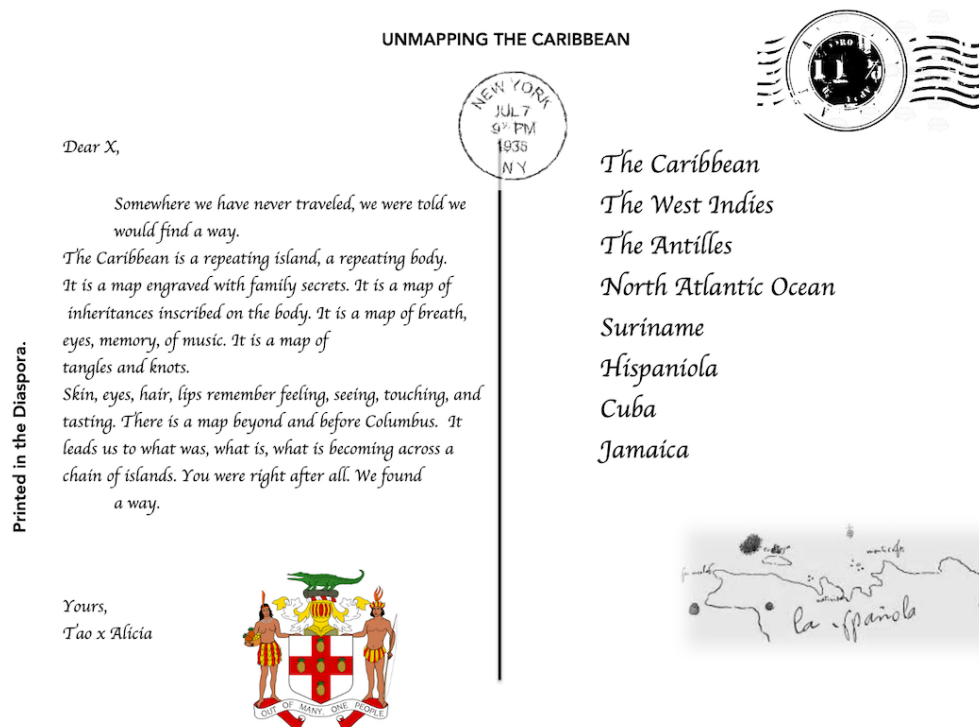 UNMAPPING THE CARIBBEAN
NEW YORK
JUL 7
PM
1935
NY
Dear X,
Somewhere we have never traveled, we were told we
would find a way.
The Caribbean is a repeating island, a repeating body.
It is a map engraved with family secrets. It is a map of
inheritances inscribed on the body. It is a map of breath,
eyes, memory, of music. It is a map of
tangles and knots.
Skin, eyes, hair, lips remember feeling, seeing, touching, and
tasting. There is a map beyond and before Columbus. It
leads us to what was, what is, what is becoming across a
chain of islands. You were right after all. We found
a way.
Yours,
Tao x Alicia
Printed in the Diaspora.
OUT OF MANY, ONE PEOPLE
The Caribbean
The West Indies
The Antilles
North Atlantic Ocean
Suriname
Hispaniola
Cuba
Jamaica
la española